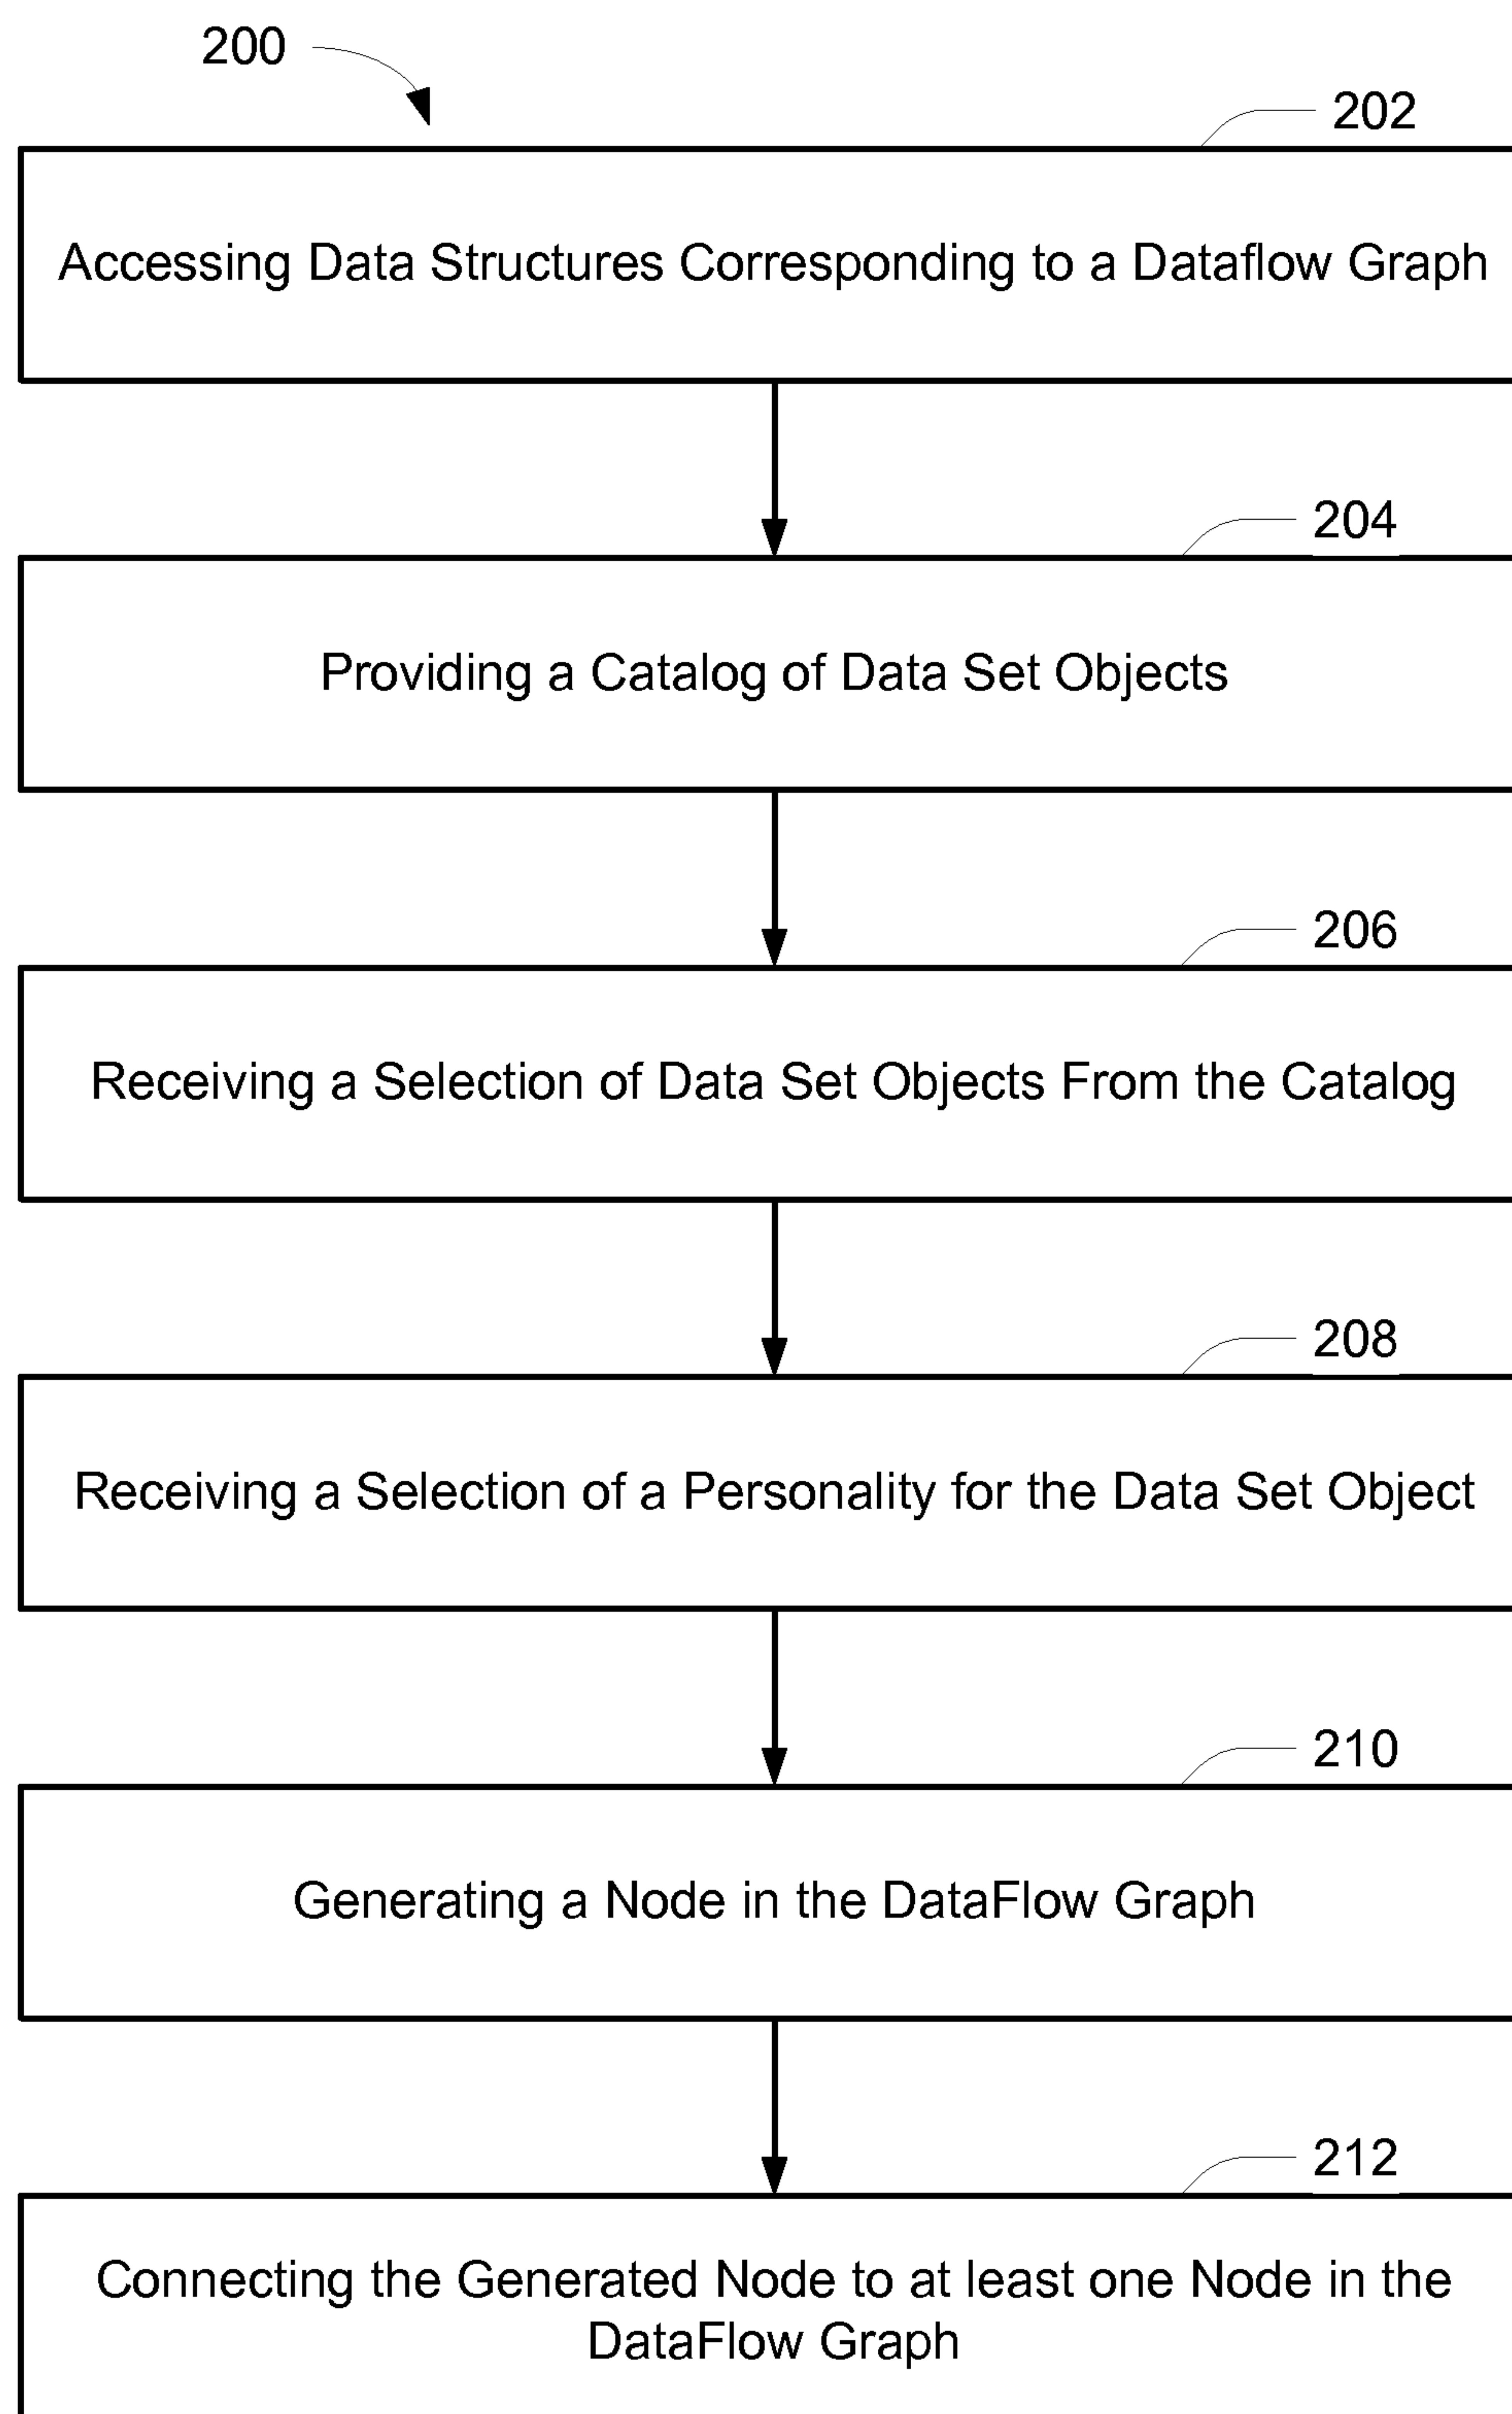 200
202
Accessing Data Structures Corresponding to a Dataflow Graph
204
Providing a Catalog of Data Set Objects
206
Receiving a Selection of Data Set Objects From the Catalog
208
Receiving a Selection of a Personality for the Data Set Object
210
Generating a Node in the DataFlow Graph
212
Connecting the Generated Node to at least one Node in the
DataFlow Graph